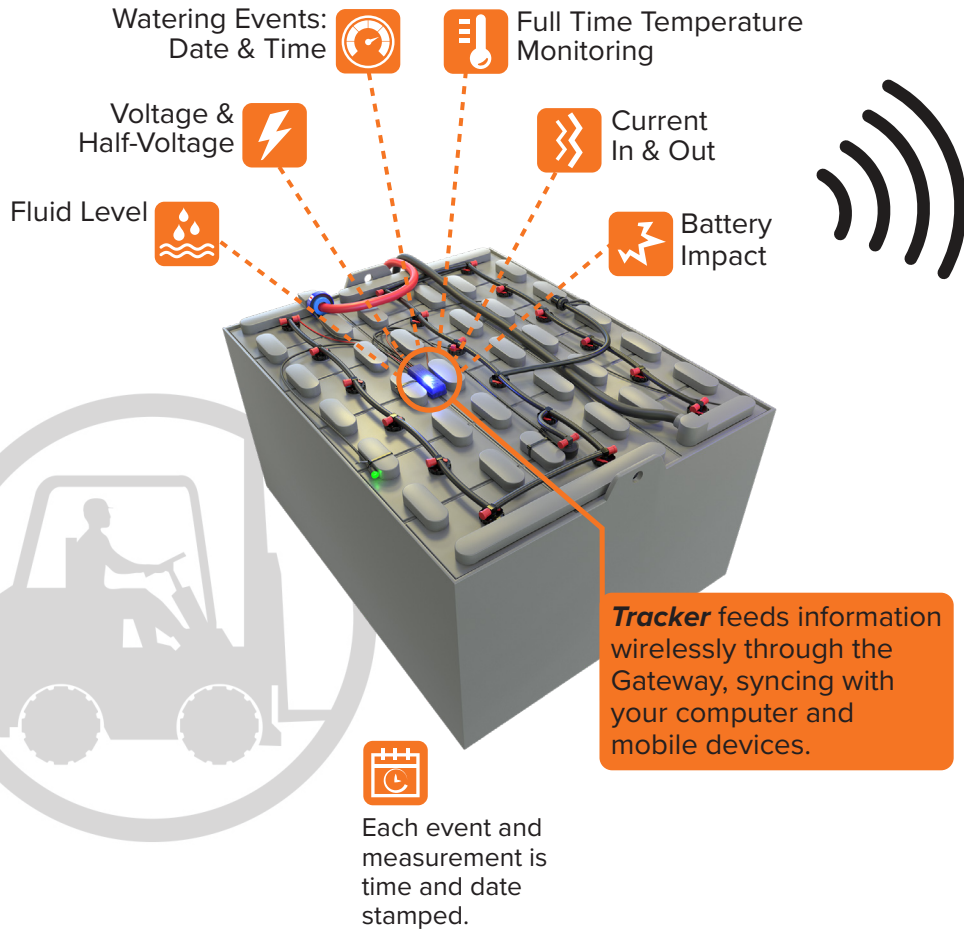 Watering Events:
Date & Time
Full Time Temperature
Monitoring
Voltage &
Half-Voltage
Current
In & Out
Fluid Level
Battery
Impact
Tracker feeds information
wirelessly through the
Gateway, syncing with
your computer and
mobile devices.
Each event and
measurement is
time and date
stamped.